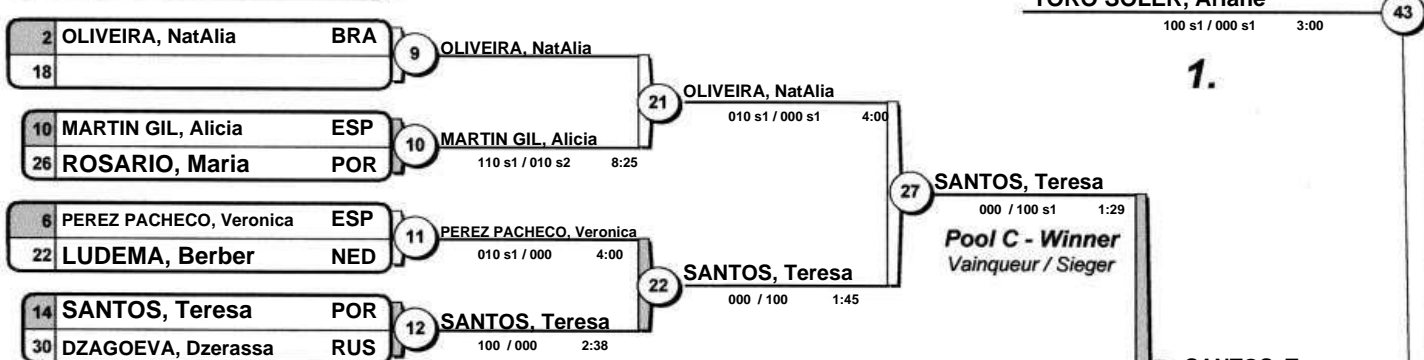 TORO SOLER, Ariane
43
100 s1 / 000 s1 3:00
1.
2 OLIVEIRA, NatAlia BRA
18
9
OLIVEIRA, NatAlia
10 MARTIN GIL, Alicia ESP
26 ROSARIO, Maria POR
10
MARTIN GIL, Alicia
110 s1 / 010 s2 8:25
21
OLIVEIRA, NatAlia
010 s1 / 000 s1 4:00
6 PEREZ PACHECO, Veronica ESP
22 LUDEMA, Berber NED
11
PEREZ PACHECO, Veronica
010 s1 / 000 4:00
14 SANTOS, Teresa POR
30 DZAGOEVA, Dzerassa RUS
12
SANTOS, Teresa
100 / 000 2:38
22
SANTOS, Teresa
000 / 100 1:45
27
SANTOS, Teresa
000 / 100 s1 1:29
Pool C - Winner
Vainqueur / Sieger